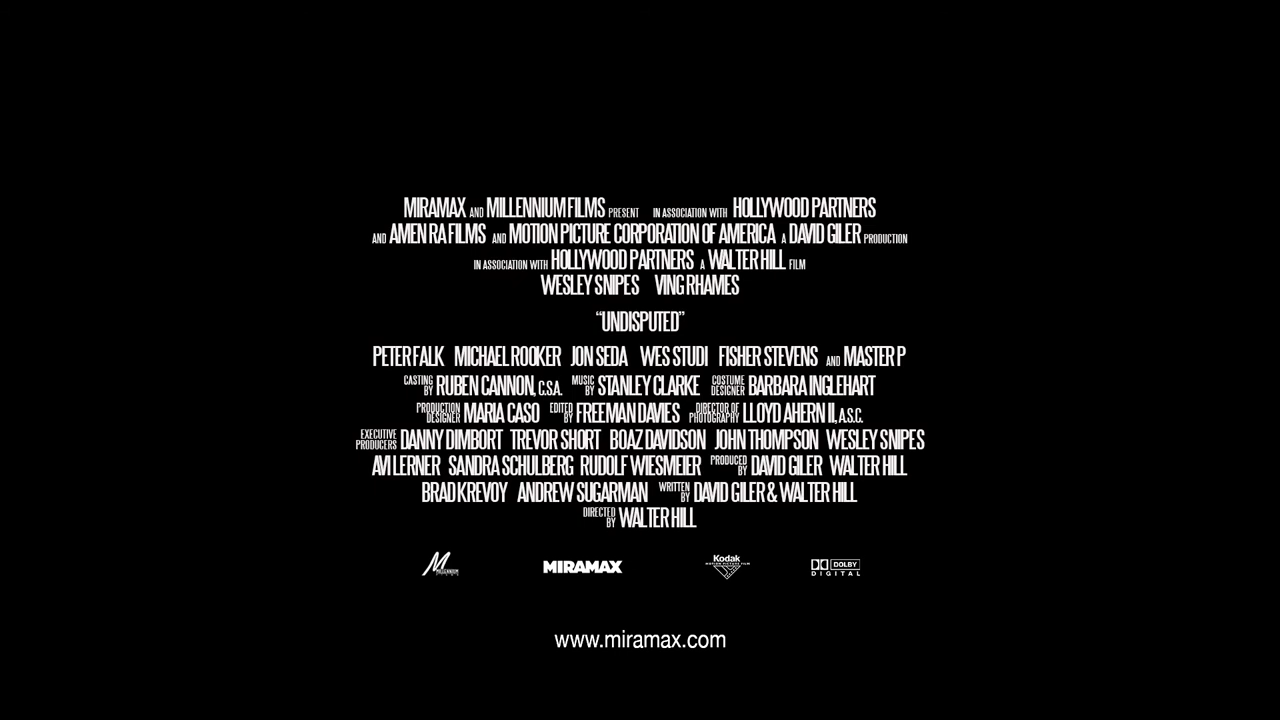 MIRAMAX AND MILLENNIUM FILMS PRESENT IN ASSOCIATION WITH HOLLYWOOD PARTNERS
AND AMEN RA FILMS AND MOTION PICTURE CORPORATION OF AMERICA A DAVID GILER PRODUCTION
IN ASSOCIATION WITH HOLLYWOOD PARTNERS A WALTER HILL FILM
WESLEY SNIPES VING RHAMES
“UNDISPUTED”
PETER FALK MICHAEL ROOKER JON SEDA WES STUDI FISHER STEVENS AND MASTER P
CASTING BY RUBEN CANNON, C.S.A. MUSIC BY STANLEY CLARKE COSTUME DESIGNER BARBARA INGLEHART
PRODUCTION DESIGNER MARIA CASO EDITED BY FREEMAN DAVIES DIRECTOR OF PHOTOGRAPHY LLOYD AHERN II, A.S.C.
EXECUTIVE PRODUCERS DANNY DIMBORT TREVOR SHORT BOAZ DAVIDSON JOHN THOMPSON WESLEY SNIPES
AVI LERNER SANDRA SCHULBERG RUDOLF WIESMEIER PRODUCED BY DAVID GILER WALTER HILL
BRAD KREVOY ANDREW SUGARMAN WRITTEN BY DAVID GILER & WALTER HILL
DIRECTED BY WALTER HILL
MILLENNIUM MIRAMAX Kodak MOTION PICTURE FILM DOLBY DIGITAL
www.miramax.com